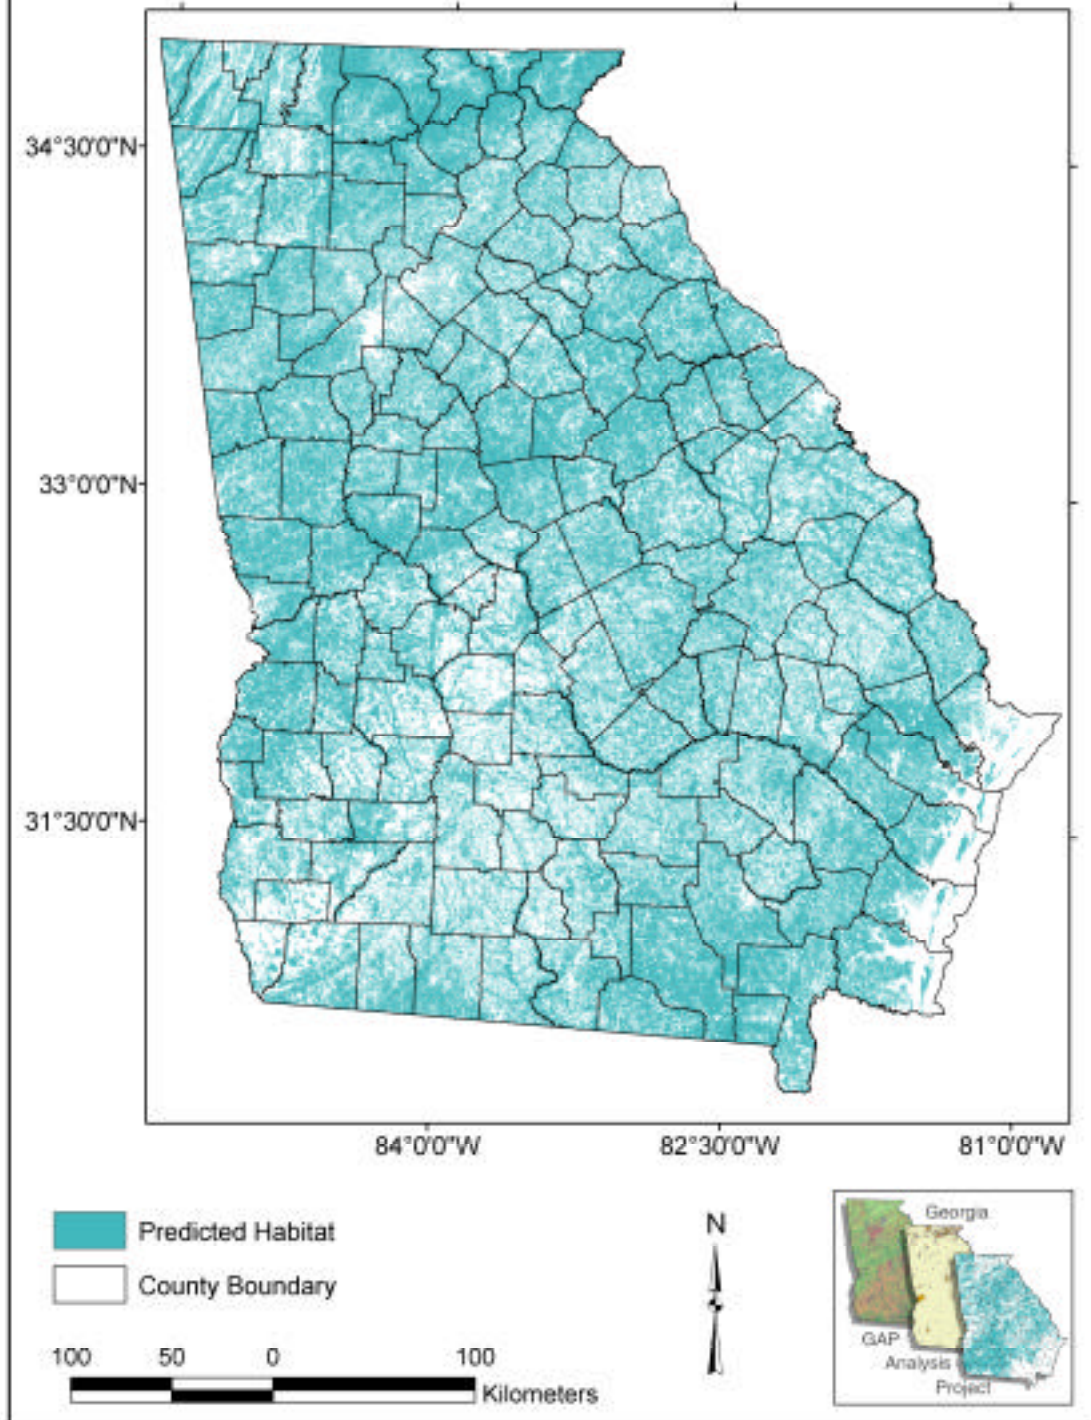 34°30'0"N
33°0'0"N
31°30'0"N
84°0'0"W 82°30'0"W 81°0'0"W
Predicted Habitat
County Boundary
N
100 50 0 100
Kilometers
Georgia
GAP
Analysis
Project